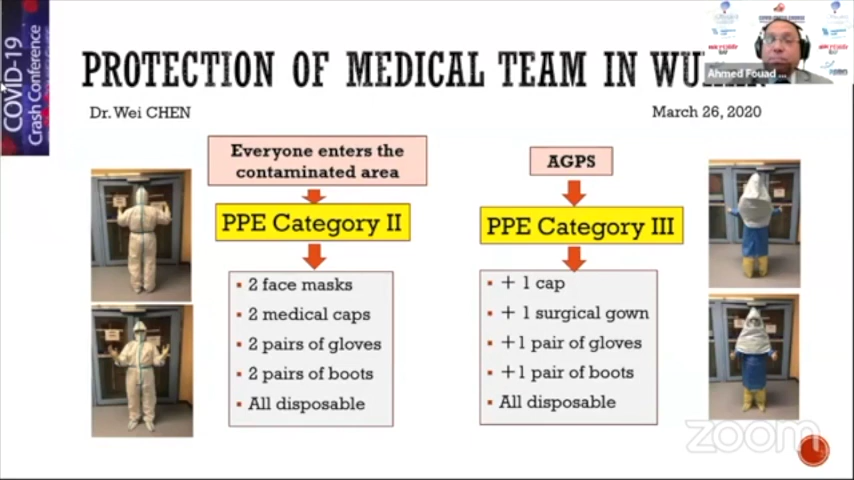 COVID-19
Crash Conference
PROTECTION OF MEDICAL TEAM IN WU
Ahmed Fouad ...
Dr. Wei CHEN
March 26, 2020
Everyone enters the
contaminated area
PPE Category II
▪ 2 face masks
▪ 2 medical caps
▪ 2 pairs of gloves
▪ 2 pairs of boots
▪ All disposable
AGPS
PPE Category III
▪ +1 cap
▪ +1 surgical gown
▪ +1 pair of gloves
▪ +1 pair of boots
▪ All disposable
zoom